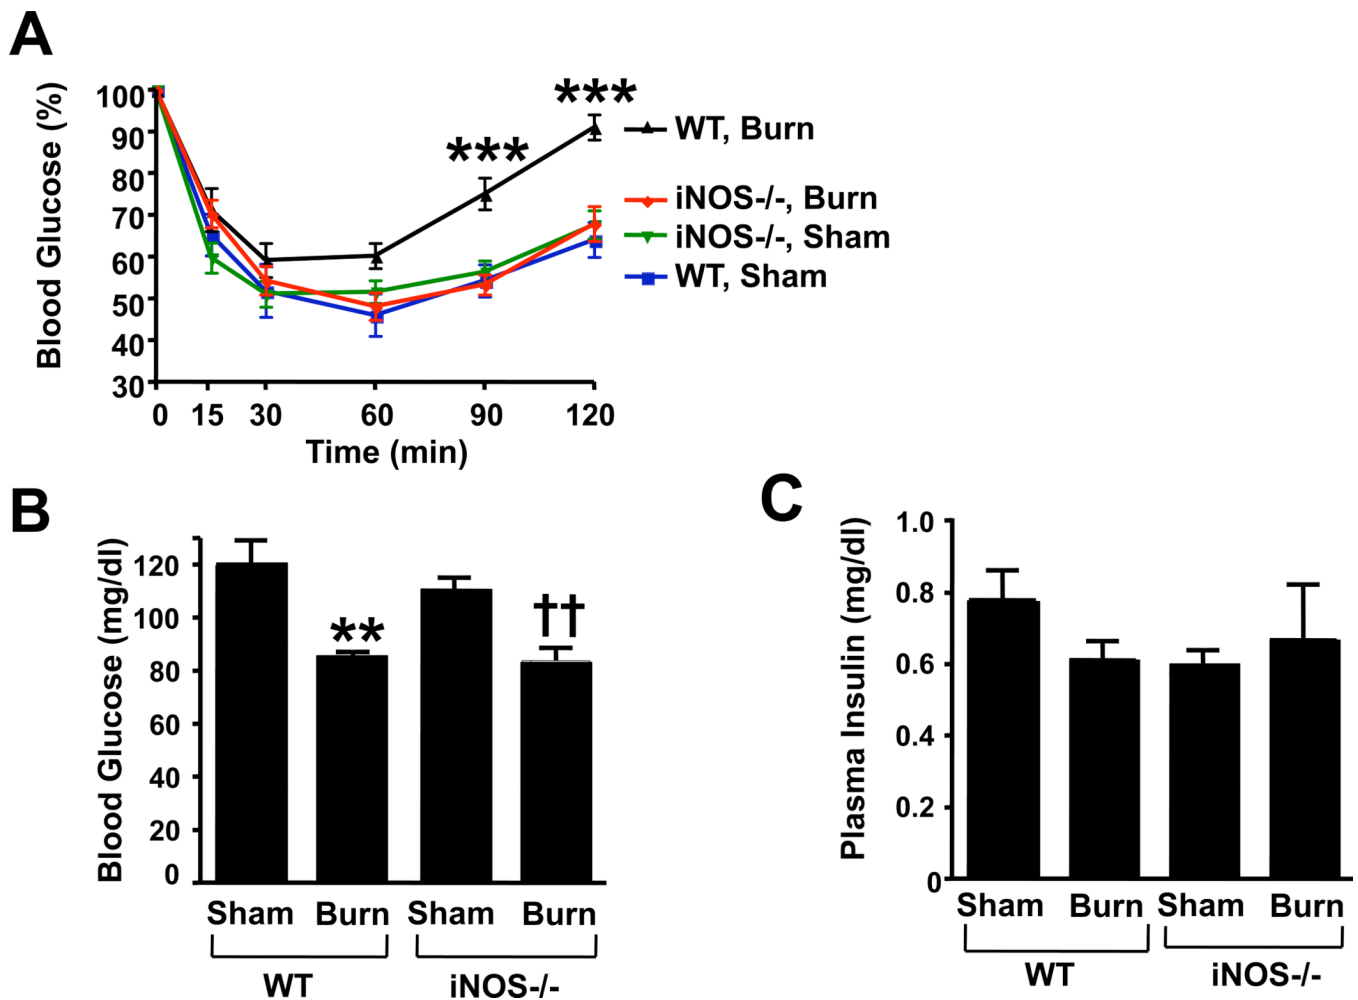 A
Blood Glucose (%)
100
90
80
70
60
50
40
30
0 15 30 60 90 120
Time (min)
***
***
WT, Burn
iNOS-/-, Burn
iNOS-/-, Sham
WT, Sham
B
Blood Glucose (mg/dl)
120
100
80
60
40
20
0
**
††
Sham Burn Sham Burn
WT iNOS-/-
C
Plasma Insulin (mg/dl)
1.0
0.8
0.6
0.4
0.2
0
Sham Burn Sham Burn
WT iNOS-/-